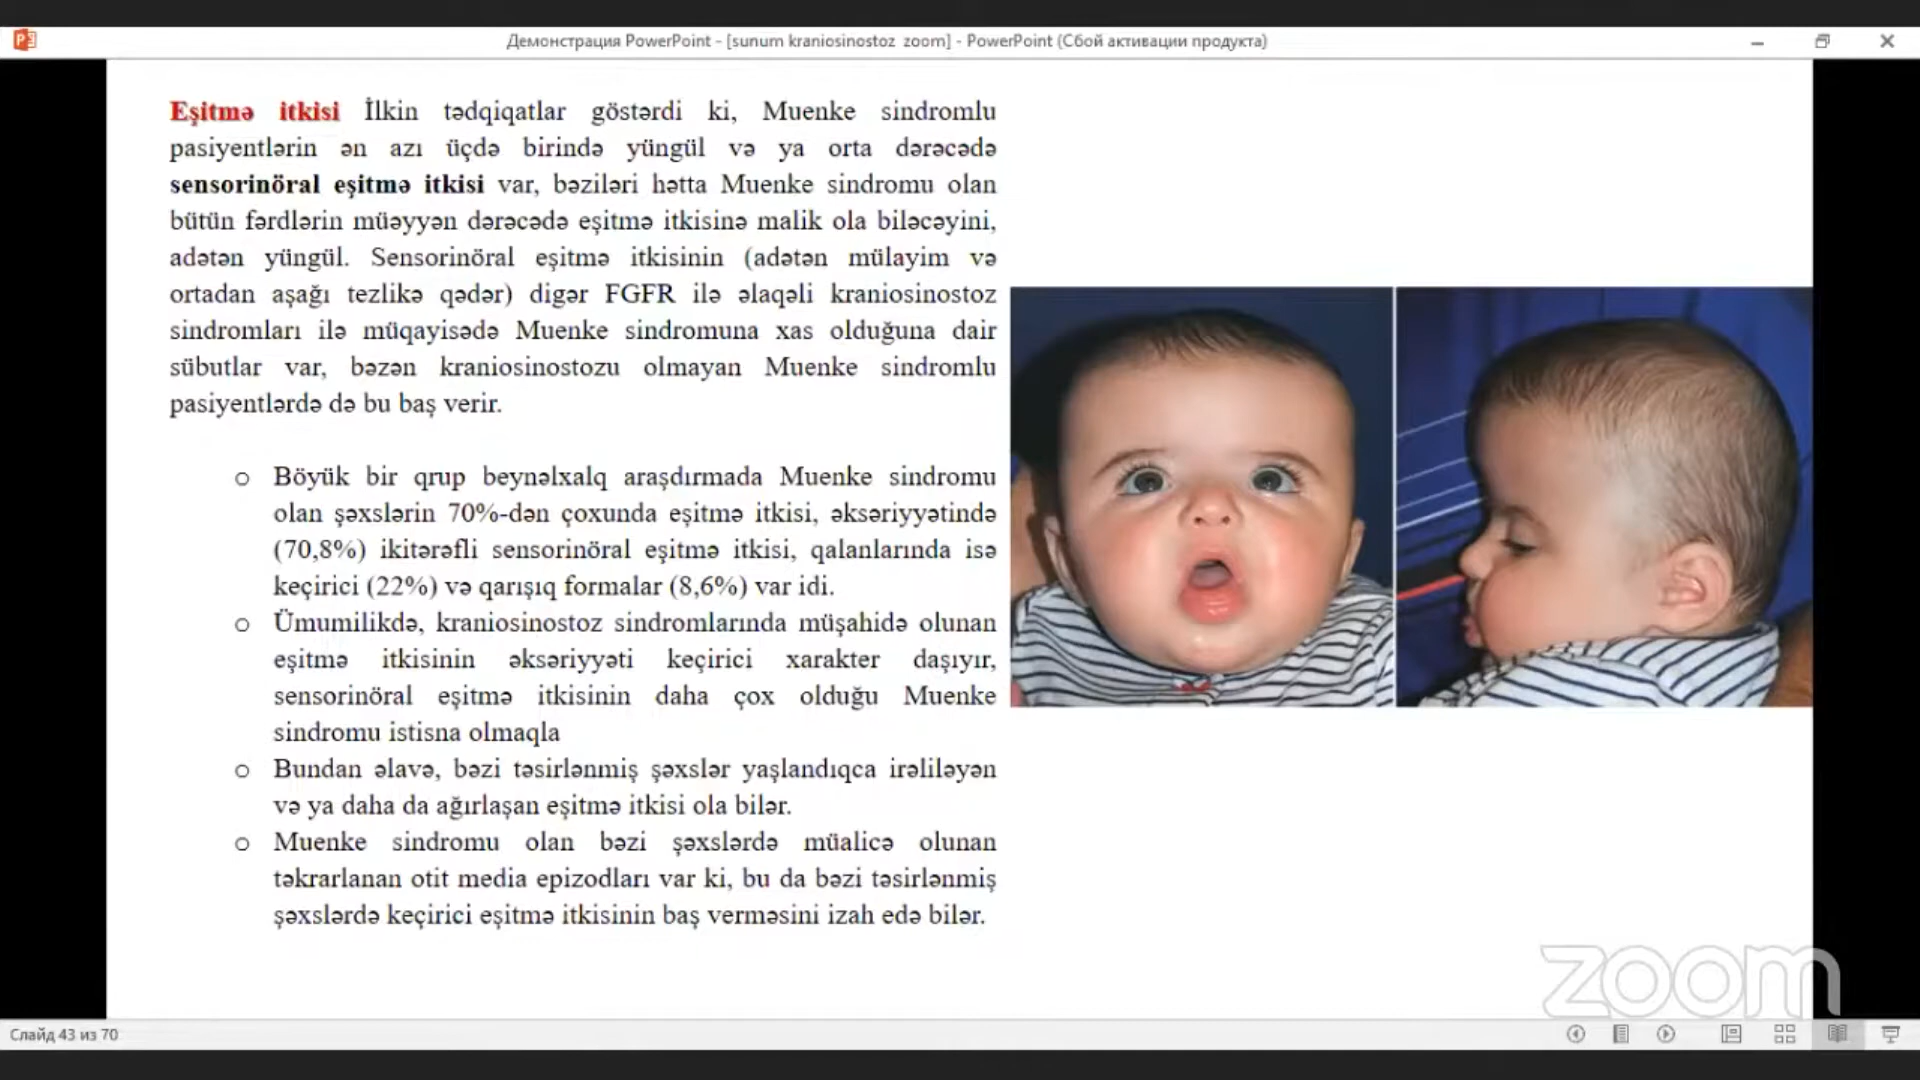 Демонстрация PowerPoint - [sunum kraniosinostoz zoom] - PowerPoint (Сбой активации продукта)
Eşitmə itkisi İlkin tədqiqatlar göstərdi ki, Muenke sindromlu
pasiyentlərin ən azı üçdə birində yüngül və ya orta dərəcədə
sensorinöral eşitmə itkisi var, bəziləri hətta Muenke sindromu olan
bütün fərdlərin müəyyən dərəcədə eşitmə itkisinə malik ola biləcəyini,
adətən yüngül. Sensorinöral eşitmə itkisinin (adətən mülayim və
ortadan aşağı tezlikə qədər) digər FGFR ilə əlaqəli kraniosinostoz
sindromları ilə müqayisədə Muenke sindromuna xas olduğuna dair
sübutlar var, bəzən kraniosinostozu olmayan Muenke sindromlu
pasiyentlərdə də bu baş verir.
o Böyük bir qrup beynəlxalq araşdırmada Muenke sindromu
olan şəxslərin 70%-dən çoxunda eşitmə itkisi, əksəriyyətində
(70,8%) ikitərəfli sensorinöral eşitmə itkisi, qalanlarında isə
keçirici (22%) və qarışıq formalar (8,6%) var idi.
o Ümumilikdə, kraniosinostoz sindromlarında müşahidə olunan
eşitmə itkisinin əksəriyyəti keçirici xarakter daşıyır,
sensorinöral eşitmə itkisinin daha çox olduğu Muenke
sindromu istisna olmaqla
o Bundan əlavə, bəzi təsirlənmiş şəxslər yaşlandıqca irəliləyən
və ya daha da ağırlaşan eşitmə itkisi ola bilər.
o Muenke sindromu olan bəzi şəxslərdə müalicə olunan
təkrarlanan otit media epizodları var ki, bu da bəzi təsirlənmiş
şəxslərdə keçirici eşitmə itkisinin baş verməsini izah edə bilər.
zoom
Слайд 43 из 70